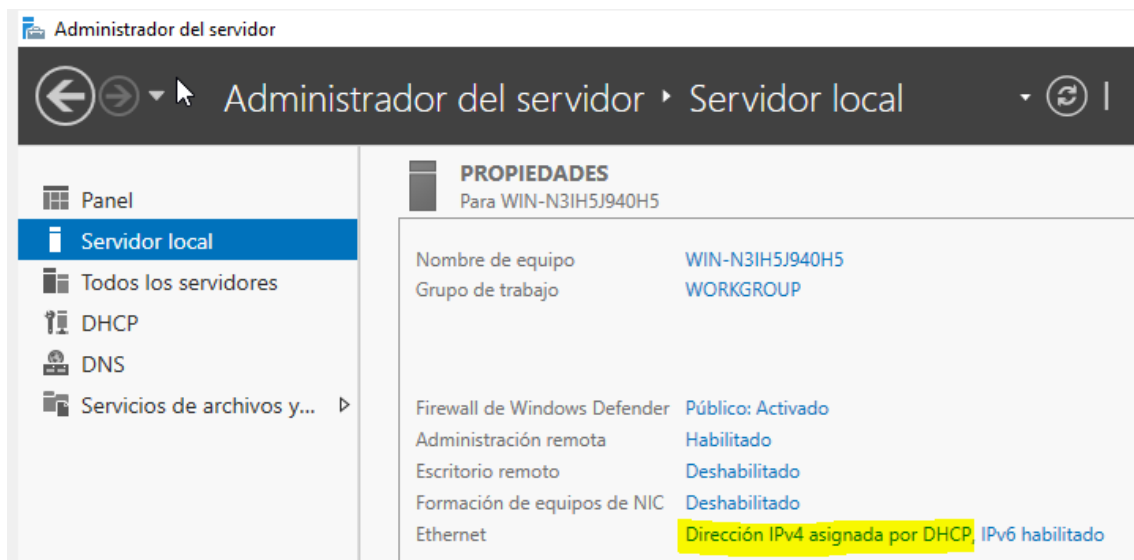 Administrador del servidor
Administrador del servidor ‣ Servidor local
Panel
Servidor local
Todos los servidores
DHCP
DNS
Servicios de archivos y...
PROPIEDADES
Para WIN-N3IH5J940H5
Nombre de equipo WIN-N3IH5J940H5
Grupo de trabajo WORKGROUP
Firewall de Windows Defender Público: Activado
Administración remota Habilitado
Escritorio remoto Deshabilitado
Formación de equipos de NIC Deshabilitado
Ethernet Dirección IPv4 asignada por DHCP, IPv6 habilitado